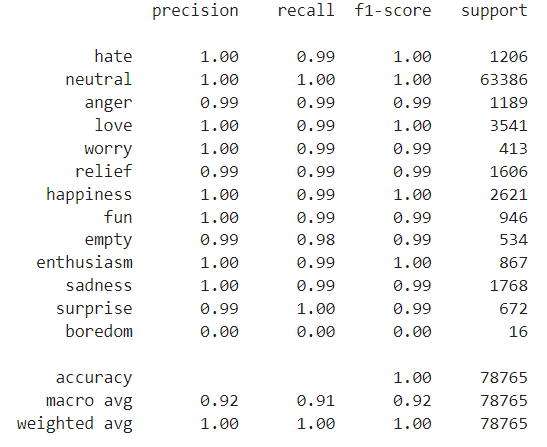 precision recall f1-score support
hate 1.00 0.99 1.00 1206
neutral 1.00 1.00 1.00 63386
anger 0.99 0.99 0.99 1189
love 1.00 0.99 1.00 3541
worry 1.00 0.99 0.99 413
relief 0.99 0.99 0.99 1606
happiness 1.00 0.99 1.00 2621
fun 1.00 0.99 0.99 946
empty 0.99 0.98 0.99 534
enthusiasm 1.00 0.99 1.00 867
sadness 1.00 0.99 0.99 1768
surprise 0.99 1.00 0.99 672
boredom 0.00 0.00 0.00 16
accuracy 1.00 78765
macro avg 0.92 0.91 0.92 78765
weighted avg 1.00 1.00 1.00 78765